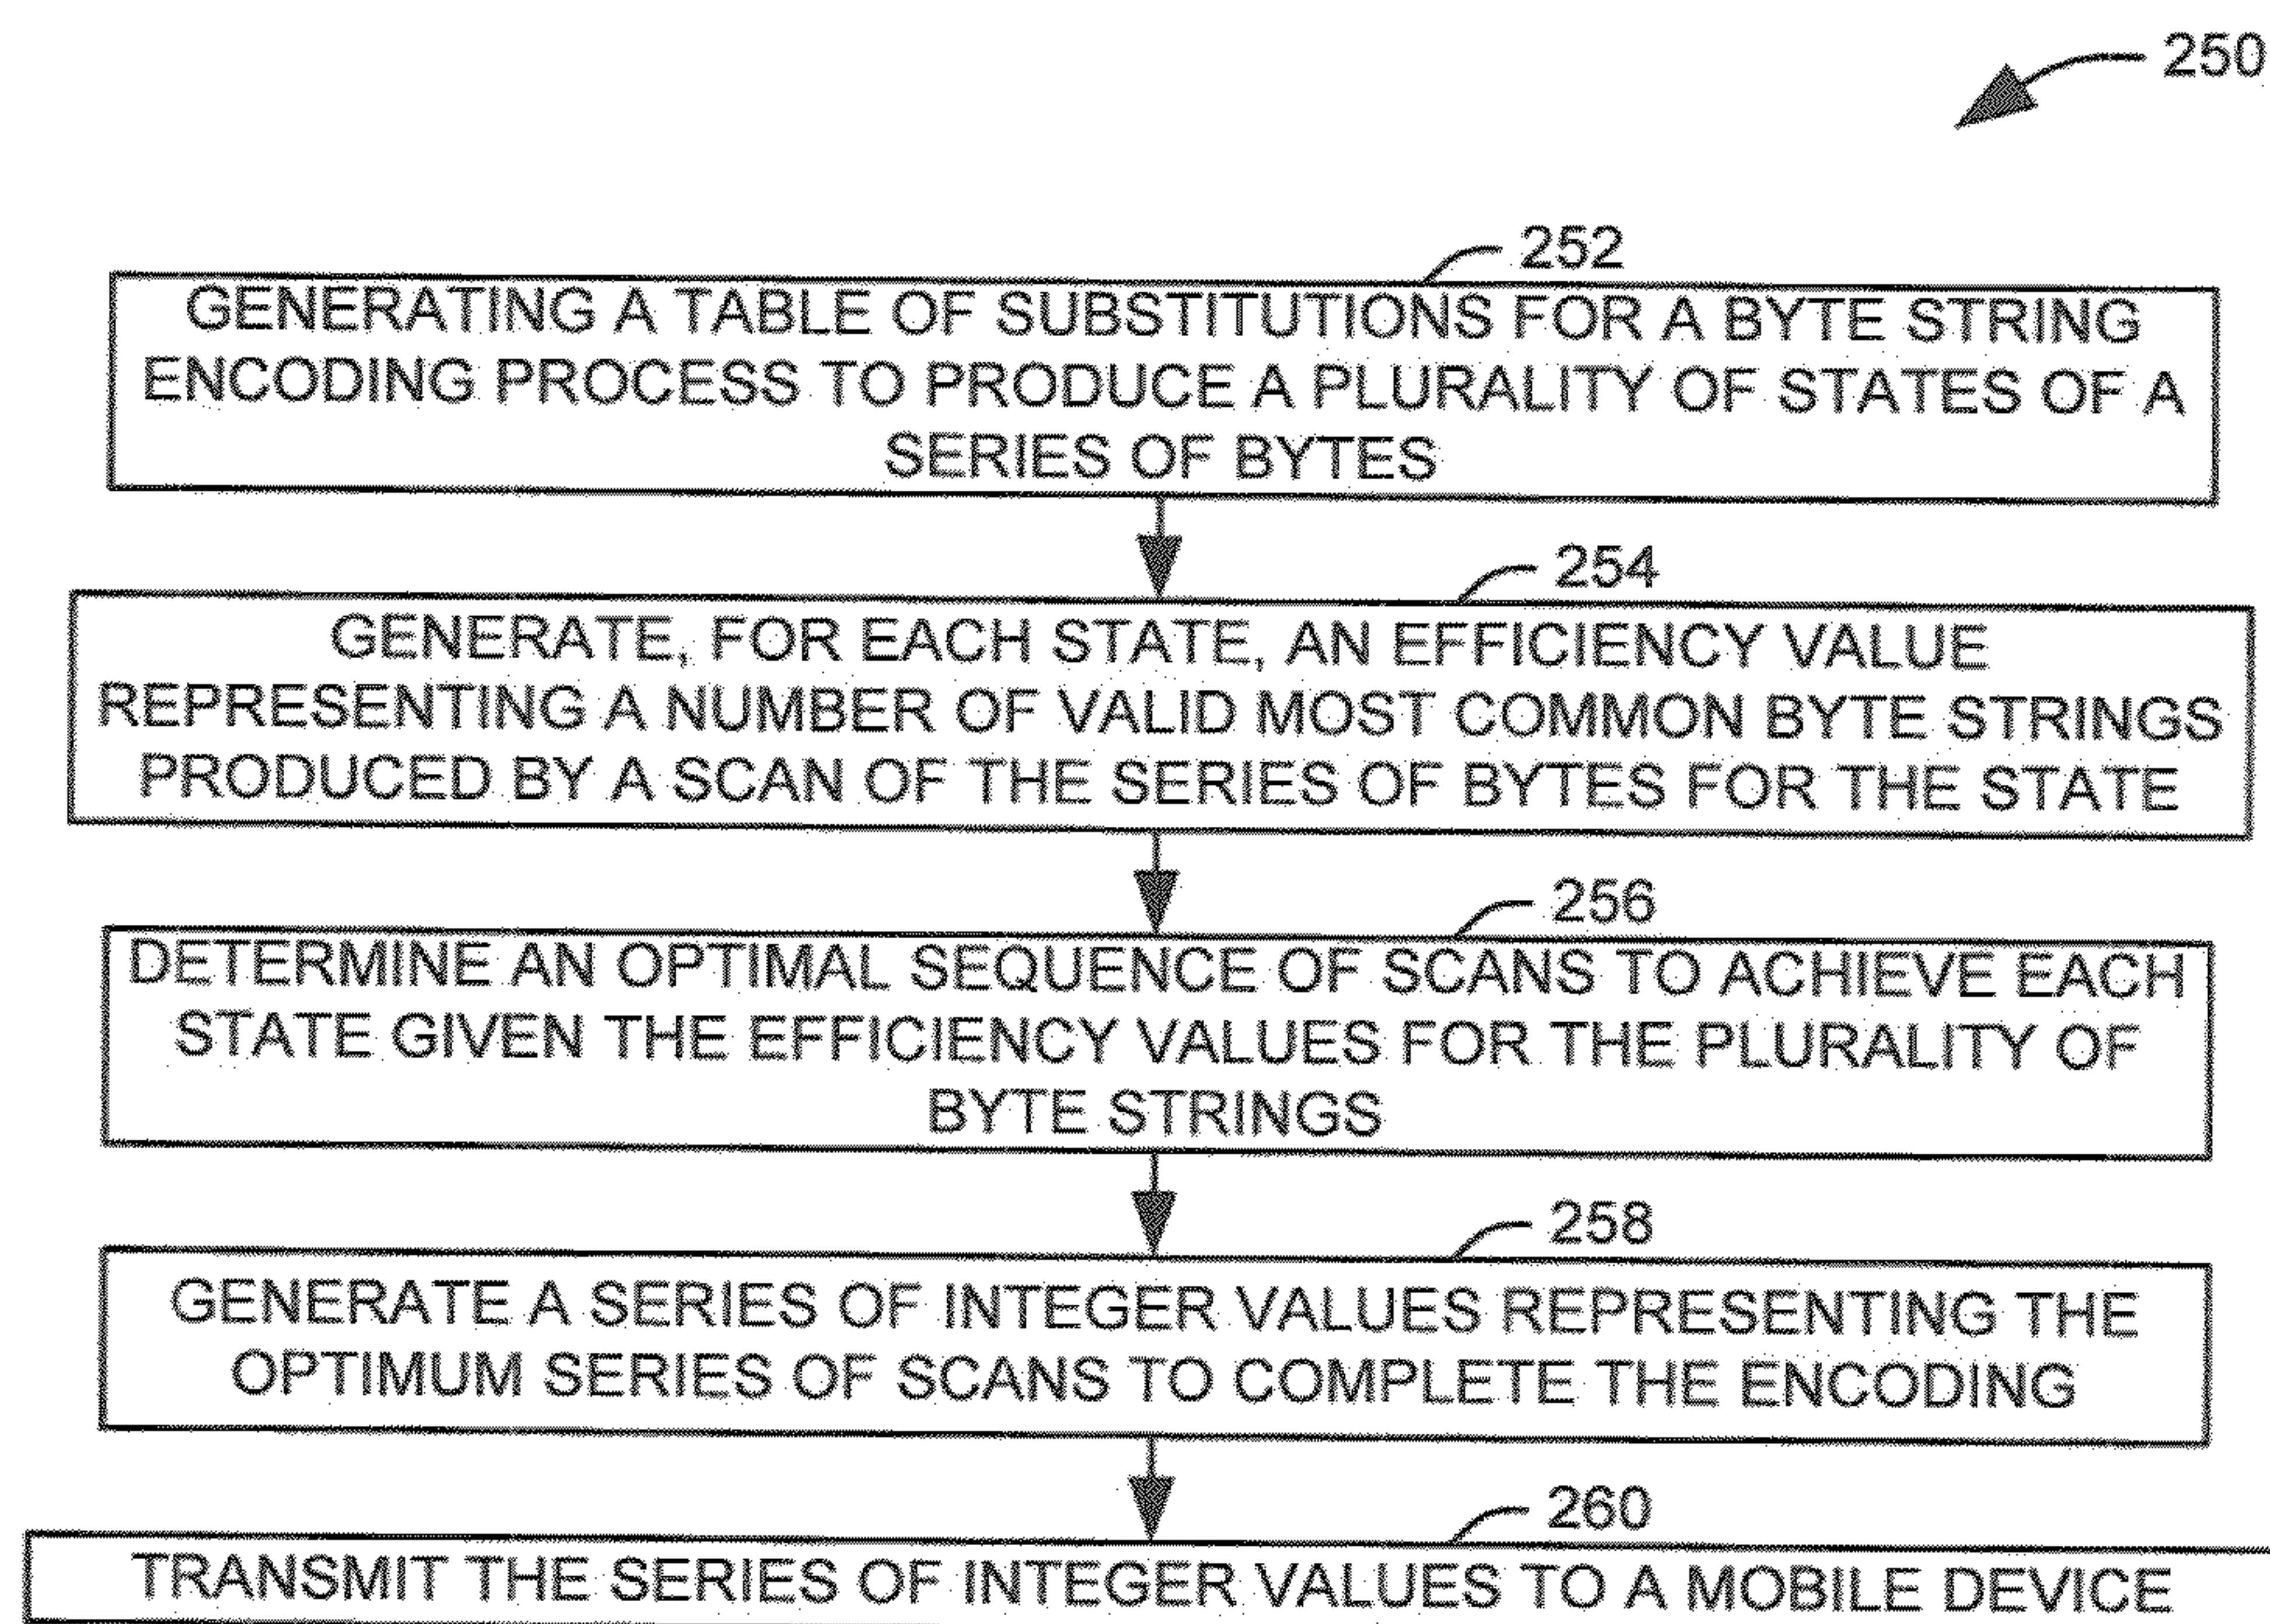 250
252
GENERATING A TABLE OF SUBSTITUTIONS FOR A BYTE STRING
ENCODING PROCESS TO PRODUCE A PLURALITY OF STATES OF A
SERIES OF BYTES
254
GENERATE, FOR EACH STATE, AN EFFICIENCY VALUE
REPRESENTING A NUMBER OF VALID MOST COMMON BYTE STRINGS
PRODUCED BY A SCAN OF THE SERIES OF BYTES FOR THE STATE
256
DETERMINE AN OPTIMAL SEQUENCE OF SCANS TO ACHIEVE EACH
STATE GIVEN THE EFFICIENCY VALUES FOR THE PLURALITY OF
BYTE STRINGS
258
GENERATE A SERIES OF INTEGER VALUES REPRESENTING THE
OPTIMUM SERIES OF SCANS TO COMPLETE THE ENCODING
260
TRANSMIT THE SERIES OF INTEGER VALUES TO A MOBILE DEVICE